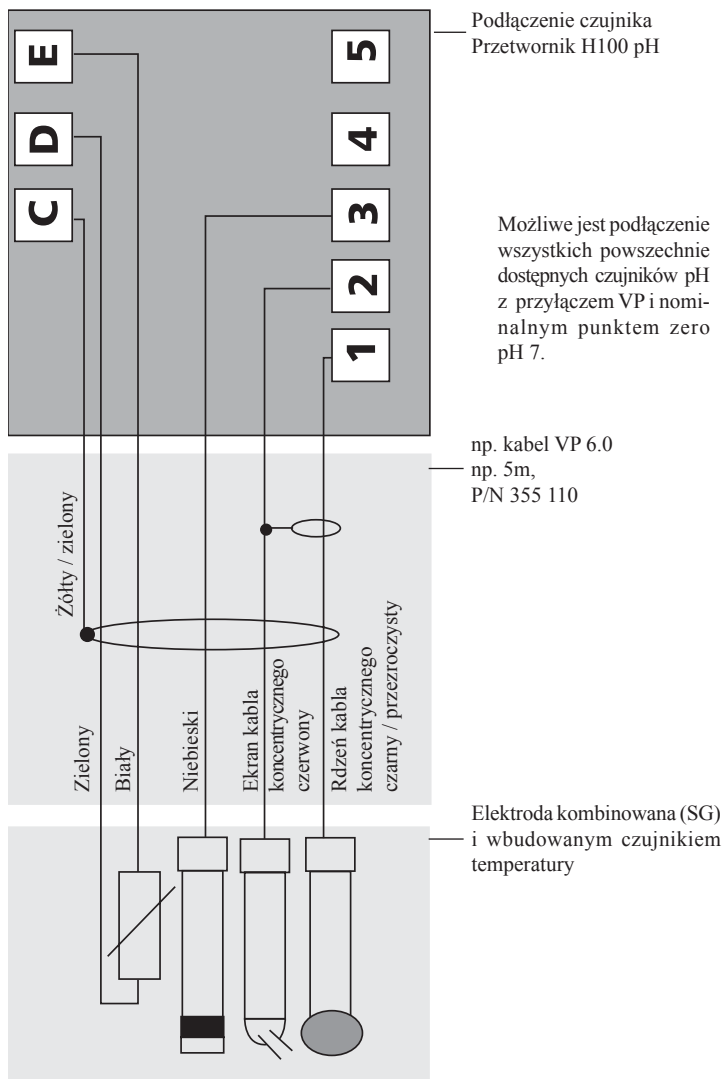 Podłączenie czujnika
Przetwornik H100 pH
E
D
C
5
4
3
2
1
Możliwe jest podłączenie
wszystkich powszechnie
dostępnych czujników pH
z przyłączem VP i nomi-
nalnym punktem zero
pH 7.
np. kabel VP 6.0
np. 5m,
P/N 355 110
Żółty / zielony
Zielony
Biały
Niebieski
Ekran kabla
koncentrycznego
czerwony
Rdzeń kabla
koncentrycznego
czarny / przezroczysty
Elektroda kombinowana (SG)
i wbudowanym czujnikiem
temperatury